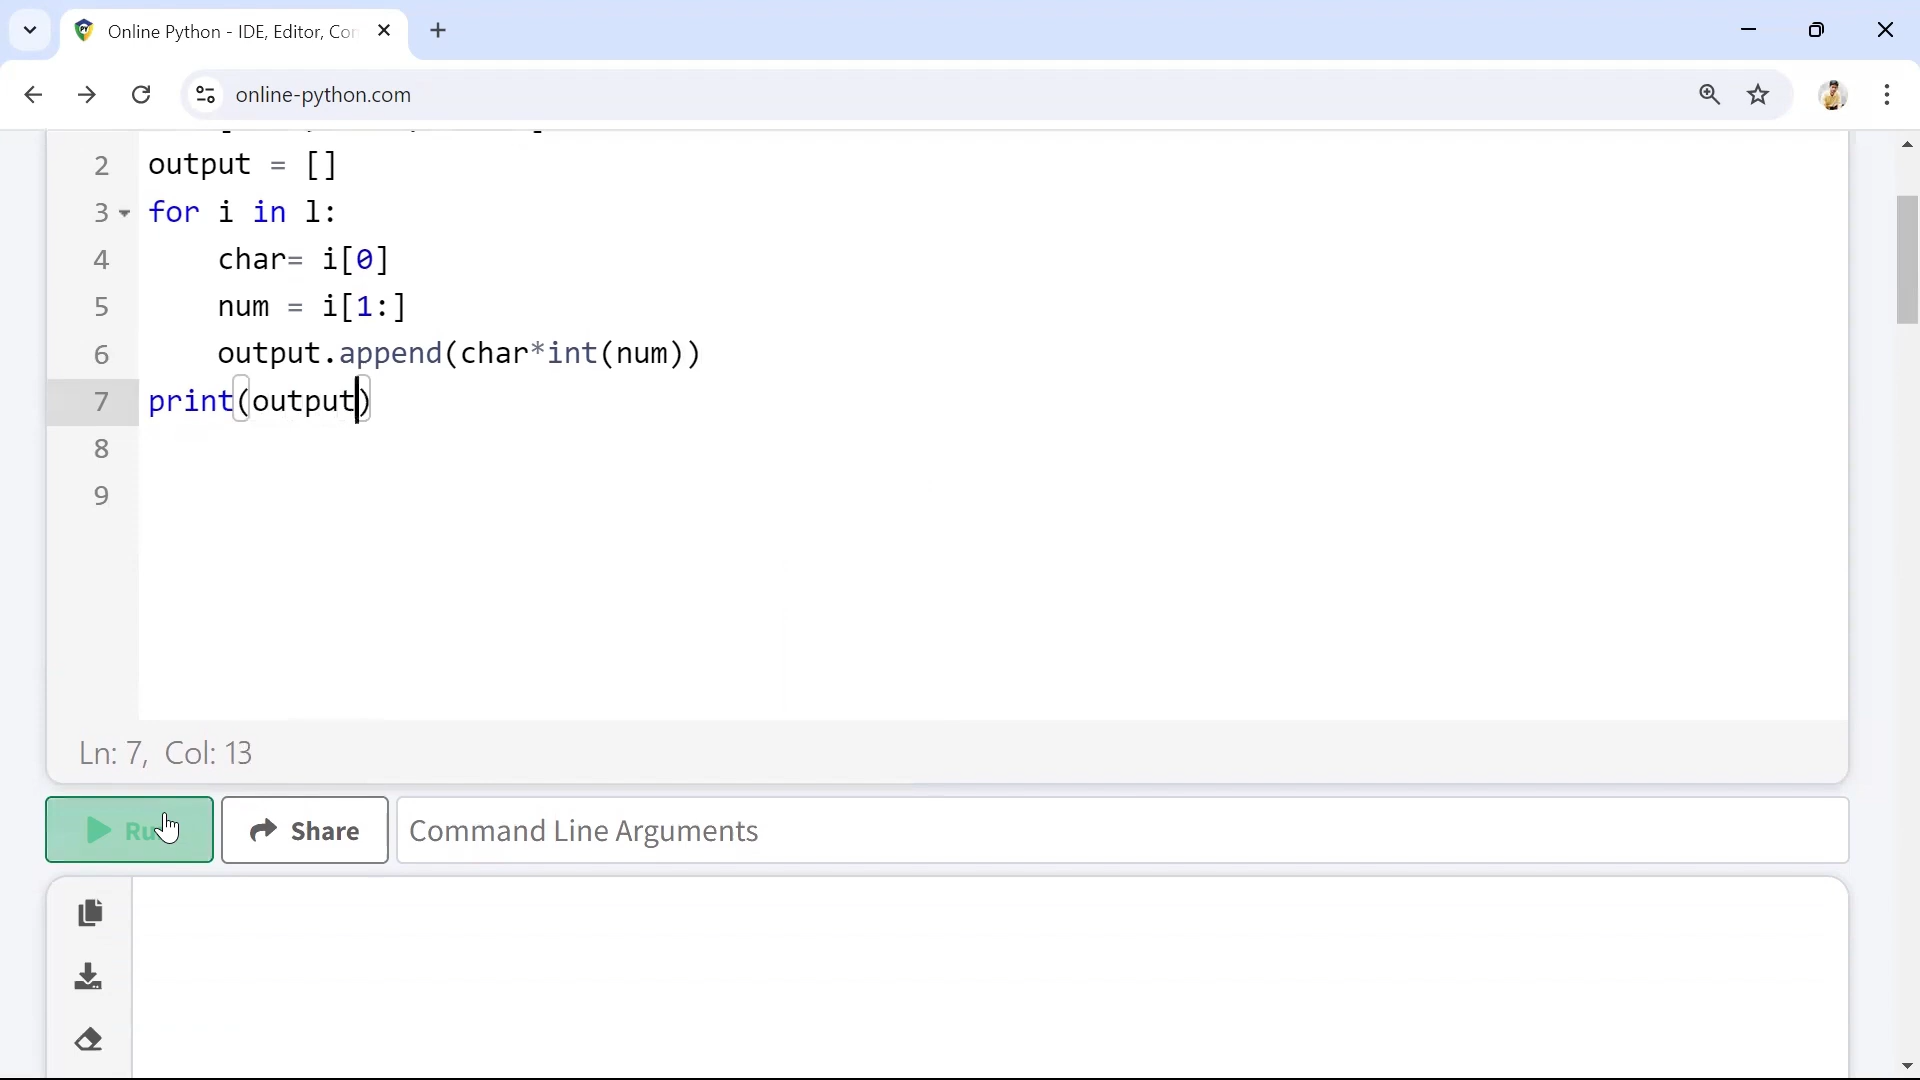 Online Python - IDE, Editor, Com
online-python.com
2 output = []
3 for i in l:
4 char= i[0]
5 num = i[1:]
6 output.append(char*int(num))
7 print(output)
8
9
Ln: 7, Col: 13
Share
Command Line Arguments